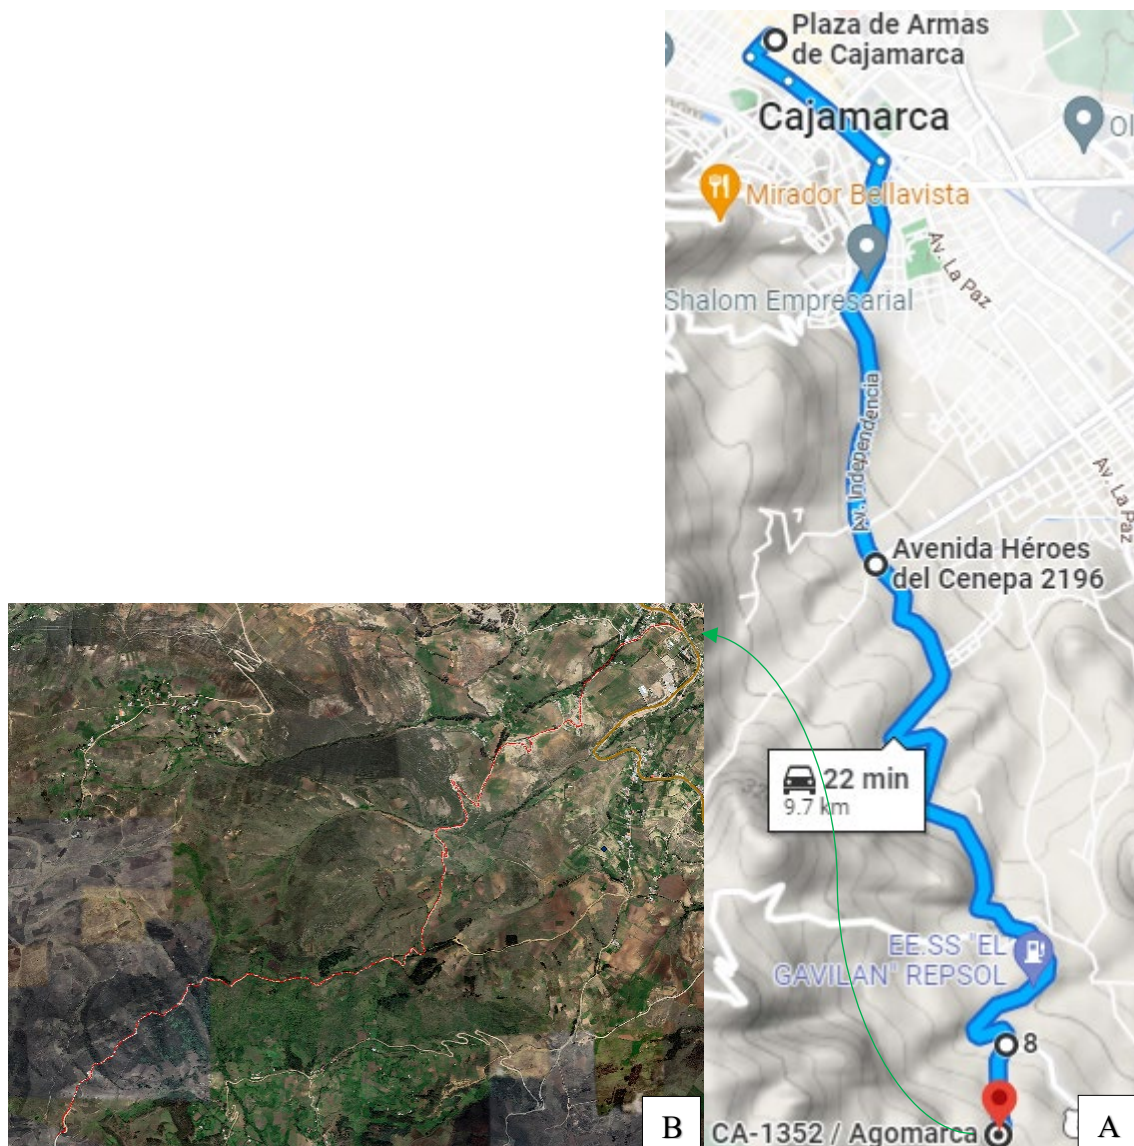 Plaza de Armas
de Cajamarca
Cajamarca
Ol
Mirador Bellavista
Av. La Paz
Shalom Empresarial
Av. Independencia
Av. La Paz
Avenida Héroes
del Cenepa 2196
22 min
9.7 km
EE.SS "EL
GAVILAN" REPSOL
8
CA-1352 / Agomarca
B
A